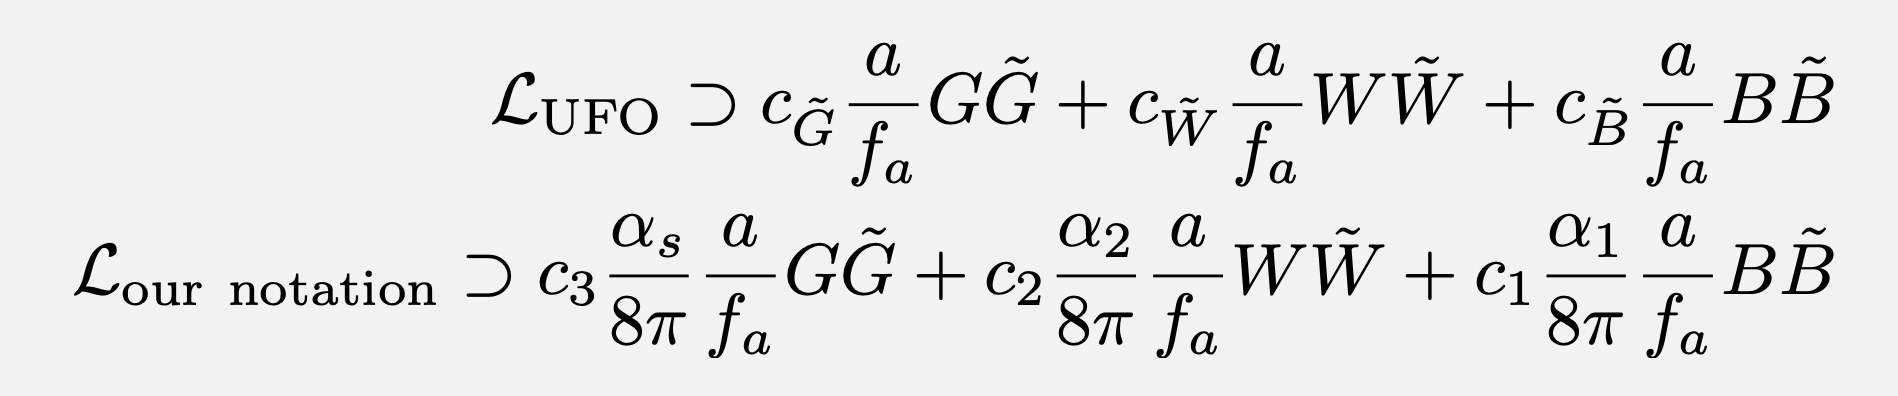 \mathcal{L}_{\text{UFO}} \supset c_{\tilde{G}} \frac{a}{f_a} G\tilde{G} + c_{\tilde{W}} \frac{a}{f_a} W\tilde{W} + c_{\tilde{B}} \frac{a}{f_a} B\tilde{B}
\mathcal{L}_{\text{our notation}} \supset c_3 \frac{\alpha_s}{8\pi} \frac{a}{f_a} G\tilde{G} + c_2 \frac{\alpha_2}{8\pi} \frac{a}{f_a} W\tilde{W} + c_1 \frac{\alpha_1}{8\pi} \frac{a}{f_a} B\tilde{B}